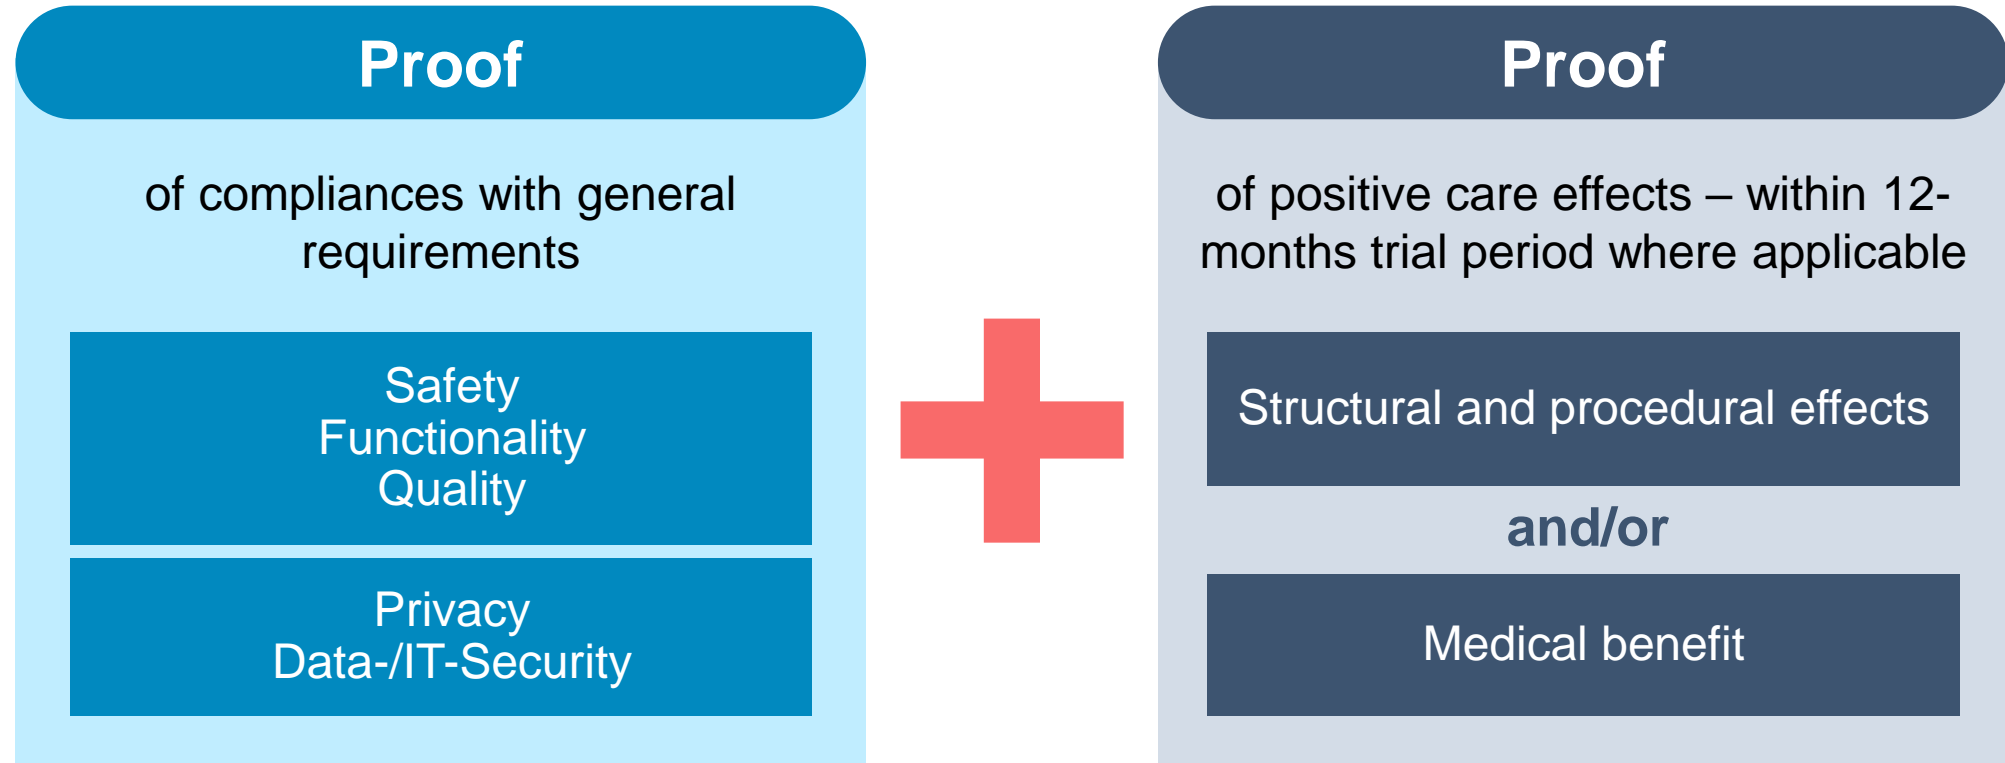 Proof
of compliances with general
requirements
Safety
Functionality
Quality
Privacy
Data-/IT-Security
Proof
of positive care effects – within 12-
months trial period where applicable
Structural and procedural effects
and/or
Medical benefit